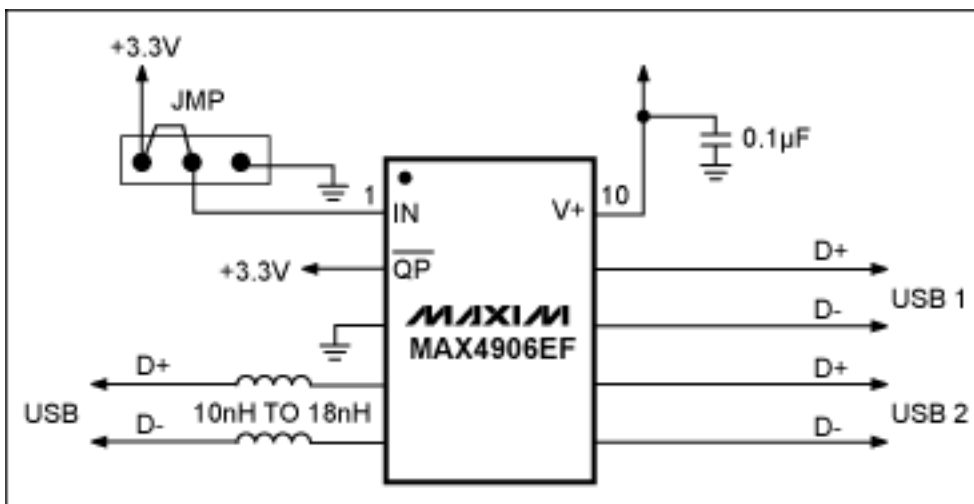 +3.3V
JMP
0.1µF
1
10
IN
V+
+3.3V
QP
D+
USB 1
D-
MAXIM
MAX4906EF
D+
D+
USB
10nH TO 18nH
USB 2
D-
D-